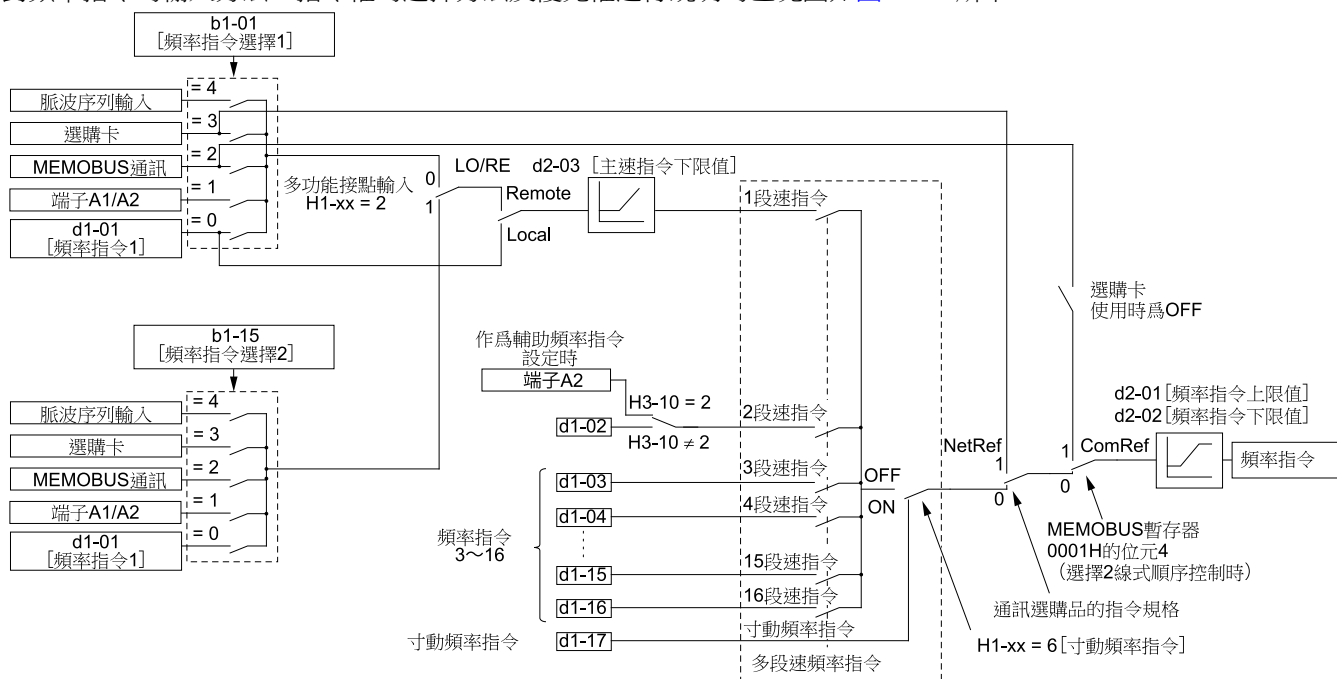 b1-01
[頻率指令選擇1]
= 4
脈波序列輸入
= 3
選購卡
= 2
MEMOBUS通訊
= 1
端子A1/A2
= 0
d1-01
[頻率指令1]
多功能接點輸入
H1-xx = 2
0
1
LO/RE
Remote
Local
d2-03 [主速指令下限值]
1段速指令
選購卡
使用時爲OFF
b1-15
[頻率指令選擇2]
= 4
脈波序列輸入
= 3
選購卡
= 2
MEMOBUS通訊
= 1
端子A1/A2
= 0
d1-01
[頻率指令1]
作爲輔助頻率指令
設定時
端子A2
H3-10 = 2
d1-02
H3-10 ≠ 2
2段速指令
d1-03
3段速指令
d1-04
4段速指令
頻率指令
3～16
d1-15
15段速指令
d1-16
16段速指令
寸動頻率指令
d1-17
寸動頻率指令
多段速頻率指令
OFF
ON
NetRef
1
0
1
0
ComRef
d2-01[頻率指令上限值]
d2-02[頻率指令下限值]
頻率指令
MEMOBUS暫存器
0001H的位元4
（選擇2線式順序控制時）
通訊選購品的指令規格
H1-xx = 6[寸動頻率指令]